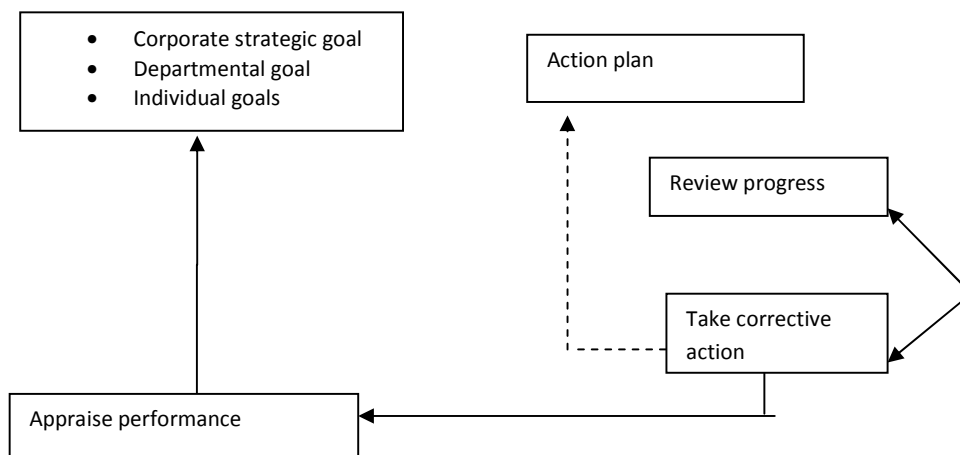 • Corporate strategic goal
• Departmental goal
• Individual goals
Action plan
Review progress
Take corrective
action
Appraise performance